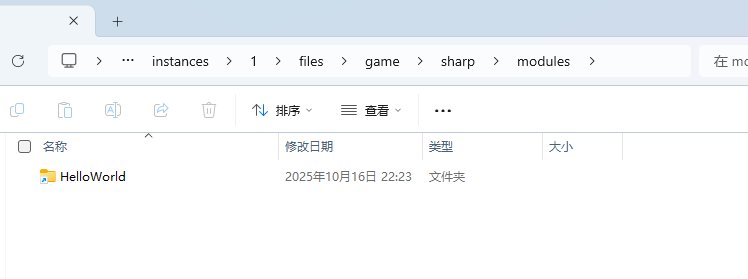 ··· instances 1 files game sharp modules 在 mo
排序 查看 ···
名称 修改日期 类型 大小
HelloWorld 2025年10月16日 22:23 文件夹